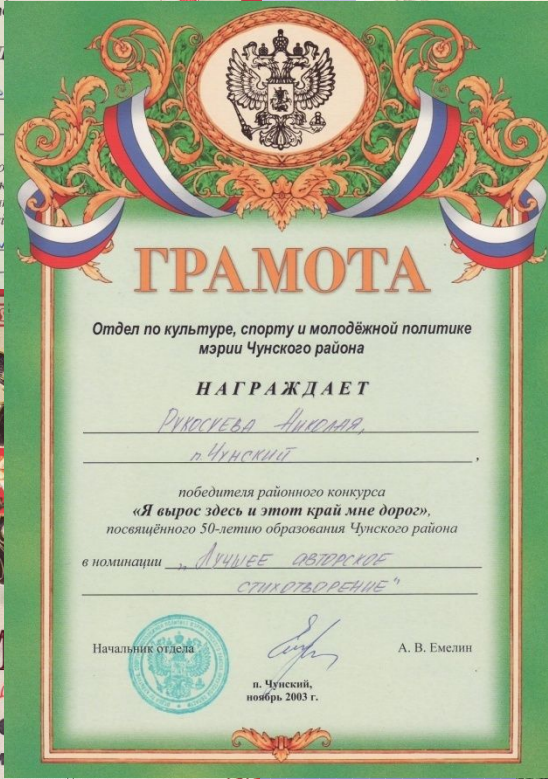 ГРАМОТА
Отдел по культуре, спорту и молодёжной политике
мэрии Чунского района
НАГРАЖДАЕТ
Рукосуева Николая,
п. Чунский ,
победителя районного конкурса
«Я вырос здесь и этот край мне дорог»,
посвящённого 50-летию образования Чунского района
в номинации „Лучшее авторское
стихотворение"
Начальник отдела А. В. Емелин
п. Чунский,
ноябрь 2003 г.